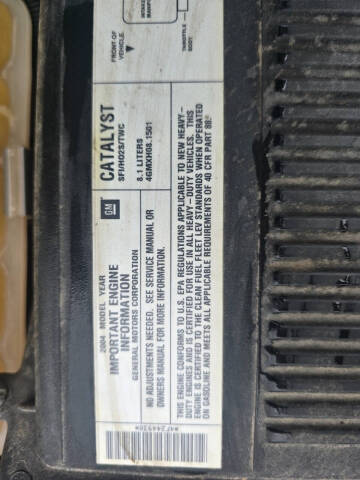 2004 MODEL YEAR
IMPORTANT ENGINE
INFORMATION
GENERAL MOTORS CORPORATION
GM
CATALYST
SFI/HO2S/TWC
8.1 LITERS
4GMXH08.1501
FRONT OF
VEHICLE
INTAKE
THROTTLE
BODY
NO ADJUSTMENTS NEEDED. SEE SERVICE MANUAL OR
OWNERS MANUAL FOR MORE INFORMATION.
THIS ENGINE CONFORMS TO U.S. EPA REGULATIONS APPLICABLE TO NEW HEAVY-
DUTY ENGINES AND IS CERTIFIED FOR USE IN ALL HEAVY-DUTY VEHICLES. THIS
ENGINE IS CERTIFIED TO THE CLEAN FUEL FLEET LEV STANDARDS WHEN OPERATED
ON GASOLINE AND MEETS ALL APPLICABLE REQUIREMENTS OF 40 CFR PART 88.